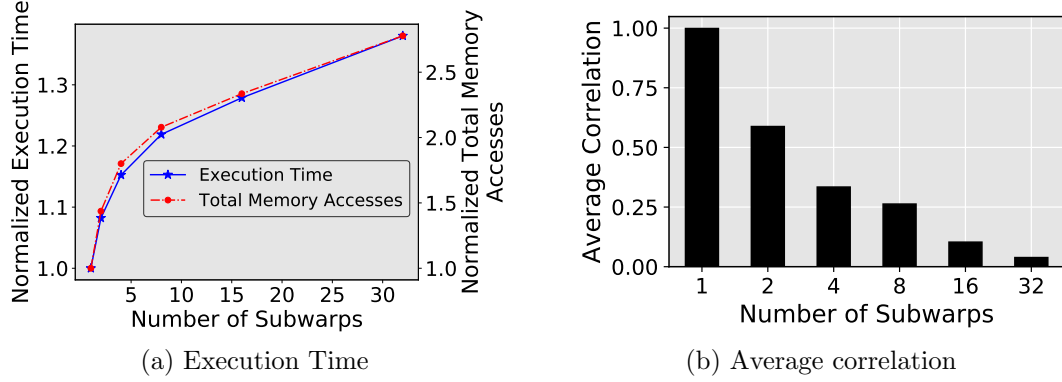 Normalized Execution Time
1.3
1.2
1.1
1.0
5
10
15
20
25
30
Number of Subwarps
Execution Time
Total Memory Accesses
2.5
2.0
1.5
1.0
Normalized Total Memory
Accesses
(a) Execution Time
Average Correlation
1.00
0.75
0.50
0.25
0.00
1
2
4
8
16
32
Number of Subwarps
(b) Average correlation